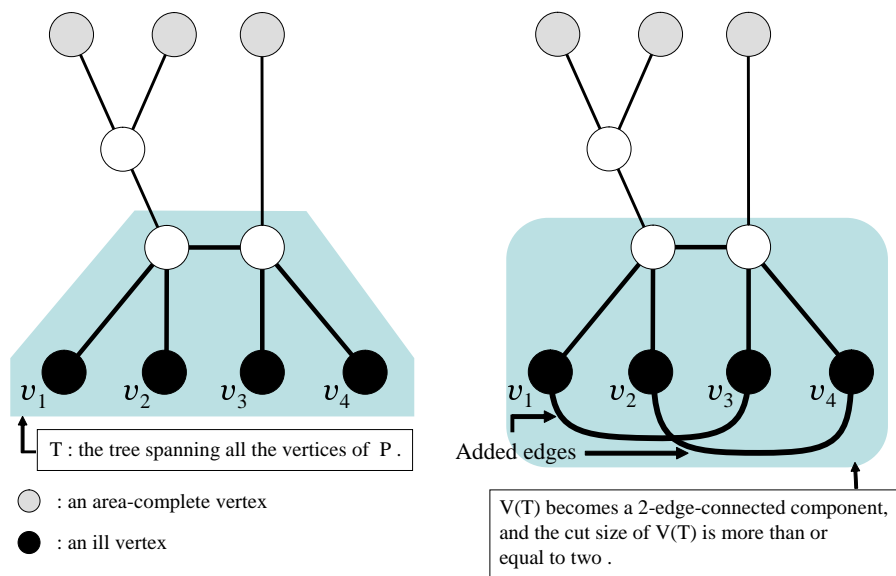 v1 v2 v3 v4
T : the tree spanning all the vertices of P .
: an area-complete vertex
: an ill vertex
v1 v2 v3 v4
Added edges
V(T) becomes a 2-edge-connected component,
and the cut size of V(T) is more than or
equal to two .